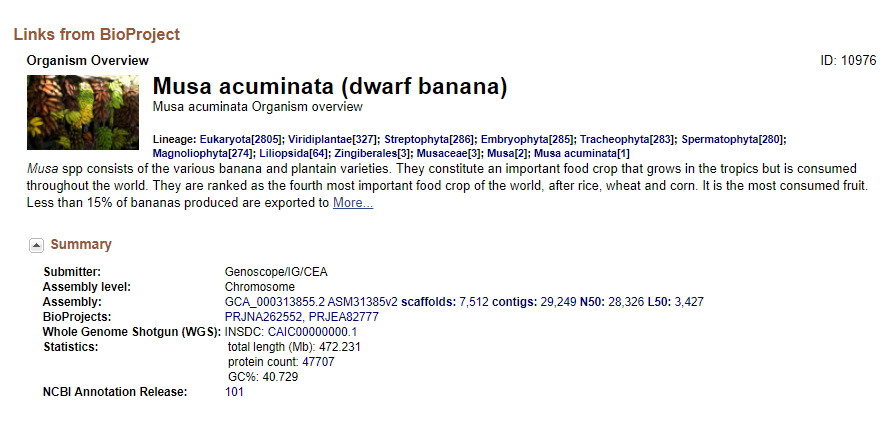 Links from BioProject
Organism Overview ID: 10976
Musa acuminata (dwarf banana)
Musa acuminata Organism overview
Lineage: Eukaryota[2805]; Viridiplantae[327]; Streptophyta[286]; Embryophyta[285]; Tracheophyta[283]; Spermatophyta[280];
Magnoliophyta[274]; Liliopsida[64]; Zingiberales[3]; Musaceae[3]; Musa[2]; Musa acuminata[1]
Musa spp consists of the various banana and plantain varieties. They constitute an important food crop that grows in the tropics but is consumed
throughout the world. They are ranked as the fourth most important food crop of the world, after rice, wheat and corn. It is the most consumed fruit.
Less than 15% of bananas produced are exported to More...
Summary
Submitter: Genoscope/IG/CEA
Assembly level: Chromosome
Assembly: GCA_000313855.2 ASM31385v2 scaffolds: 7,512 contigs: 29,249 N50: 28,326 L50: 3,427
BioProjects: PRJNA262552, PRJEA82777
Whole Genome Shotgun (WGS): INSDC: CAIC00000000.1
Statistics: total length (Mb): 472.231
protein count: 47707
GC%: 40.729
NCBI Annotation Release: 101